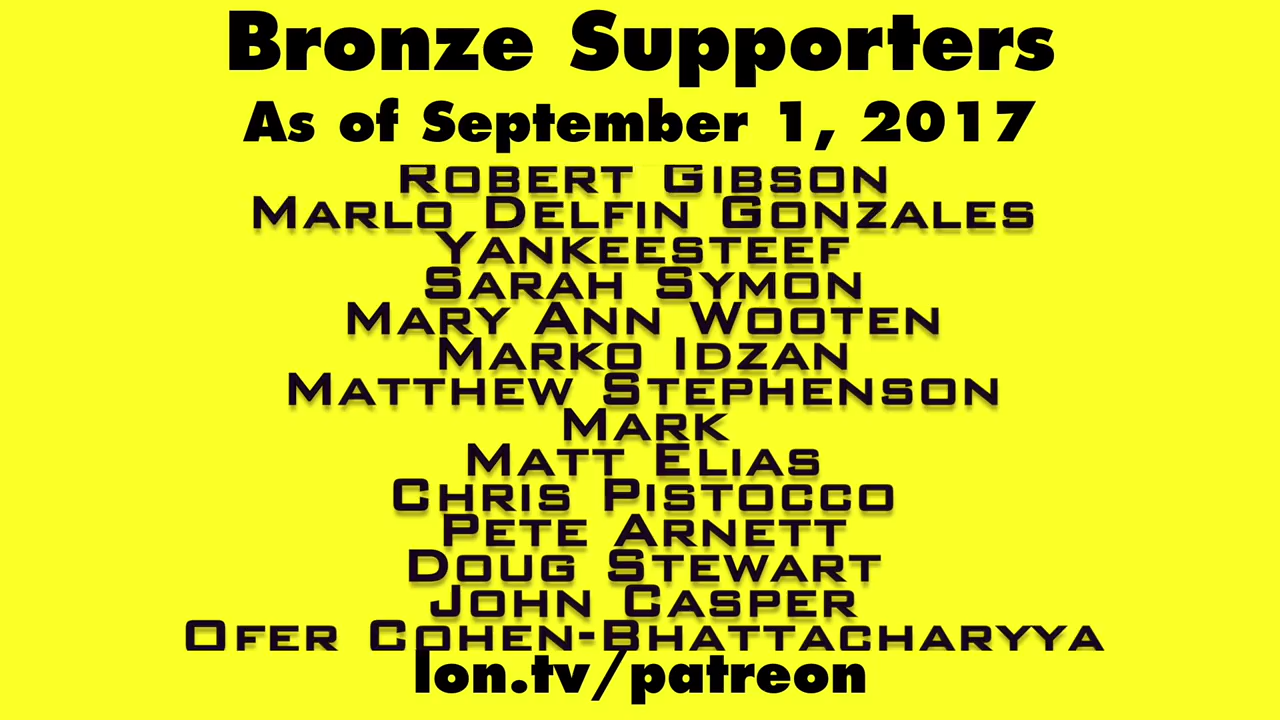 Bronze Supporters
As of September 1, 2017
Robert Gibson
Marlo Delfin Gonzales
Yankeesteef
Sarah Symon
Mary Ann Wooten
Marko Idzan
Matthew Stephenson
Mark
Matt Elias
Chris Pistocco
Pete Arnett
Doug Stewart
John Casper
Ofer Cohen-Bhattacharyya
lon.tv/patreon